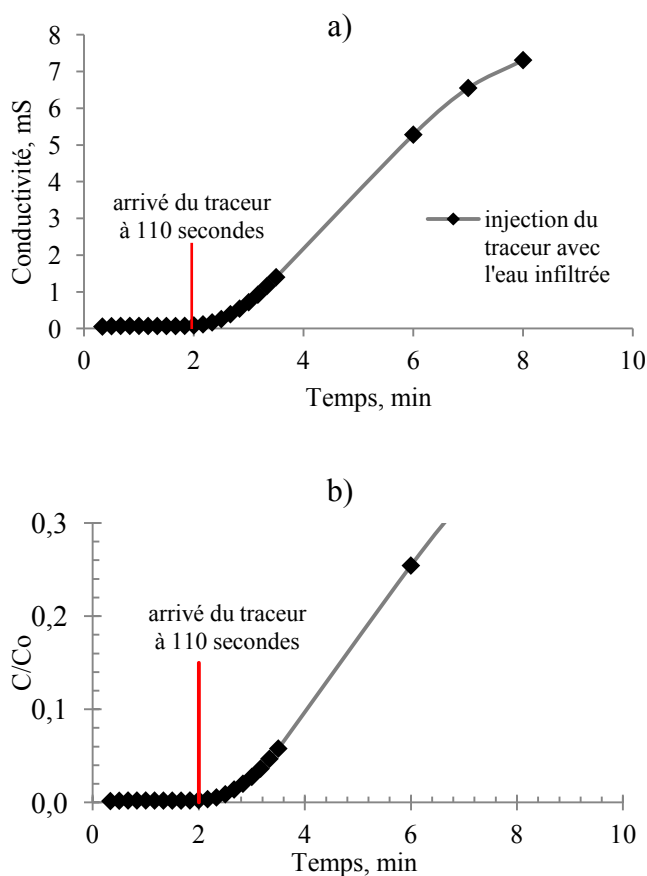 a)
8
7
6
5
4
3
2
1
0
Conductivité, mS
arrivé du traceur
à 110 secondes
injection du
traceur avec
l'eau infiltrée
0 2 4 6 8 10
Temps, min
b)
0,3
0,2
0,1
0,0
C/Co
arrivé du traceur
à 110 secondes
0 2 4 6 8 10
Temps, min